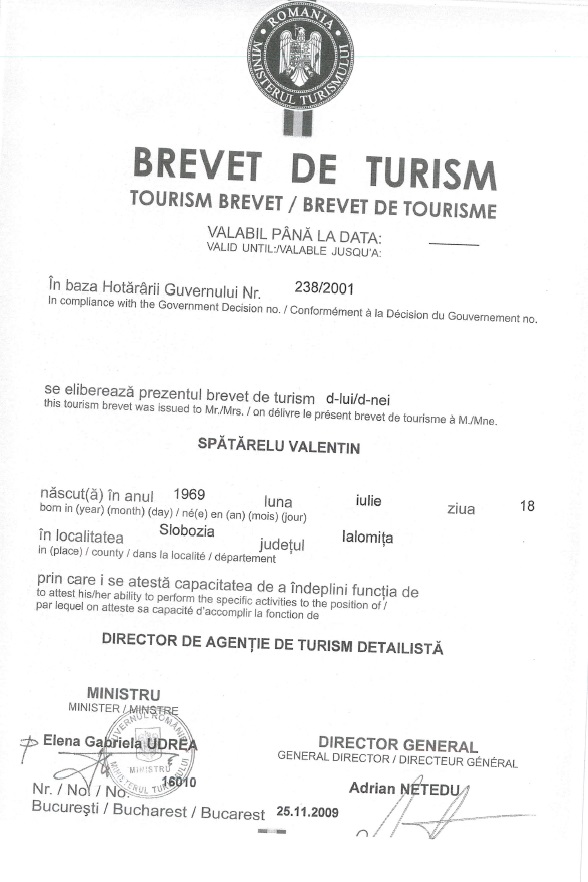 ROMANIA
MINISTERUL TURISMULUI
BREVET DE TURISM
TOURISM BREVET / BREVET DE TOURISME
VALABIL PÂNĂ LA DATA:
VALID UNTIL:/VALABLE JUSQU'A:
În baza Hotărârii Guvernului Nr. 238/2001
In compliance with the Government Decision no. / Conformément à la Décision du Gouvernement no.
se eliberează prezentul brevet de turism d-lui/d-nei
this tourism brevet was issued to Mr./Mrs. / on délivre le présent brevet de tourisme à M./Mne.
SPĂTĂRELU VALENTIN
născut(ă) în anul 1969 luna iulie ziua 18
born in (year) (month) (day) / né(e) en (an) (mois) (jour)
în localitatea Slobozia județul Ialomița
in (place) / county / dans la localité / département
prin care i se atestă capacitatea de a îndeplini funcția de
to attest his/her ability to perform the specific activities to the position of /
par lequel on atteste sa capacité d'accomplir la fonction de
DIRECTOR DE AGENȚIE DE TURISM DETAILISTĂ
MINISTRU
MINISTER / MINSTRE
Elena Gabriela UDREA
GUVERNUL ROMÂNIEI
MINISTRU
MINISTERUL TURISMULUI
DIRECTOR GENERAL
GENERAL DIRECTOR / DIRECTEUR GÉNÉRAL
Adrian NETEDU
Nr. / No. / No. 16010
București / Bucharest / Bucarest 25.11.2009